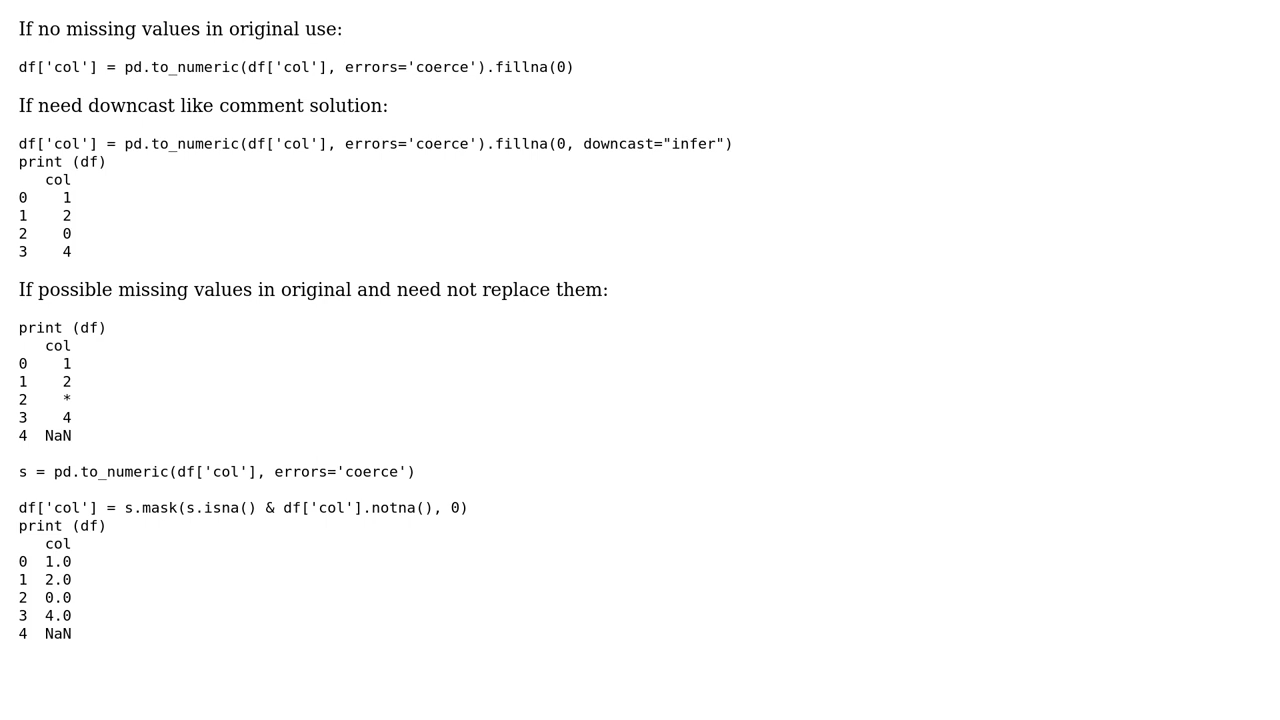 If no missing values in original use:
df['col'] = pd.to_numeric(df['col'], errors='coerce').fillna(0)
If need downcast like comment solution:
df['col'] = pd.to_numeric(df['col'], errors='coerce').fillna(0, downcast="infer")
print (df)
   col
0    1
1    2
2    0
3    4
If possible missing values in original and need not replace them:
print (df)
   col
0    1
1    2
2    *
3    4
4  NaN
s = pd.to_numeric(df['col'], errors='coerce')
df['col'] = s.mask(s.isna() & df['col'].notna(), 0)
print (df)
   col
0  1.0
1  2.0
2  0.0
3  4.0
4  NaN